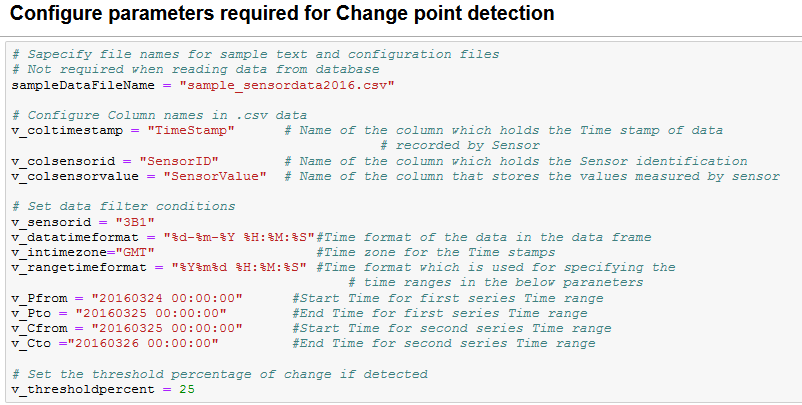 Configure parameters required for Change point detection
# Sapecify file names for sample text and configuration files
# Not required when reading data from database
sampleDataFileName = "sample_sensordata2016.csv"
# Configure Column names in .csv data
v_coltimestamp = "TimeStamp" # Name of the column which holds the Time stamp of data
# recorded by Sensor
v_colsensorid = "SensorID" # Name of the column which holds the Sensor identification
v_colsensorvalue = "SensorValue" # Name of the column that stores the values measured by sensor
# Set data filter conditions
v_sensorid = "3B1"
v_datatimeformat = "%d-%m-%Y %H:%M:%S"#Time format of the data in the data frame
v_intimezone="GMT" #Time zone for the Time stamps
v_rangetimeformat = "%Y%m%d %H:%M:%S" #Time format which is used for specifying the
# time ranges in the below paraneters
v_Pfrom = "20160324 00:00:00" #Start Time for first series Time range
v_Pto = "20160325 00:00:00" #End Time for first series Time range
v_Cfrom = "20160325 00:00:00" #Start Time for second series Time range
v_Cto ="20160326 00:00:00" #End Time for second series Time range
# Set the threshold percentage of change if detected
v_thresholdpercent = 25